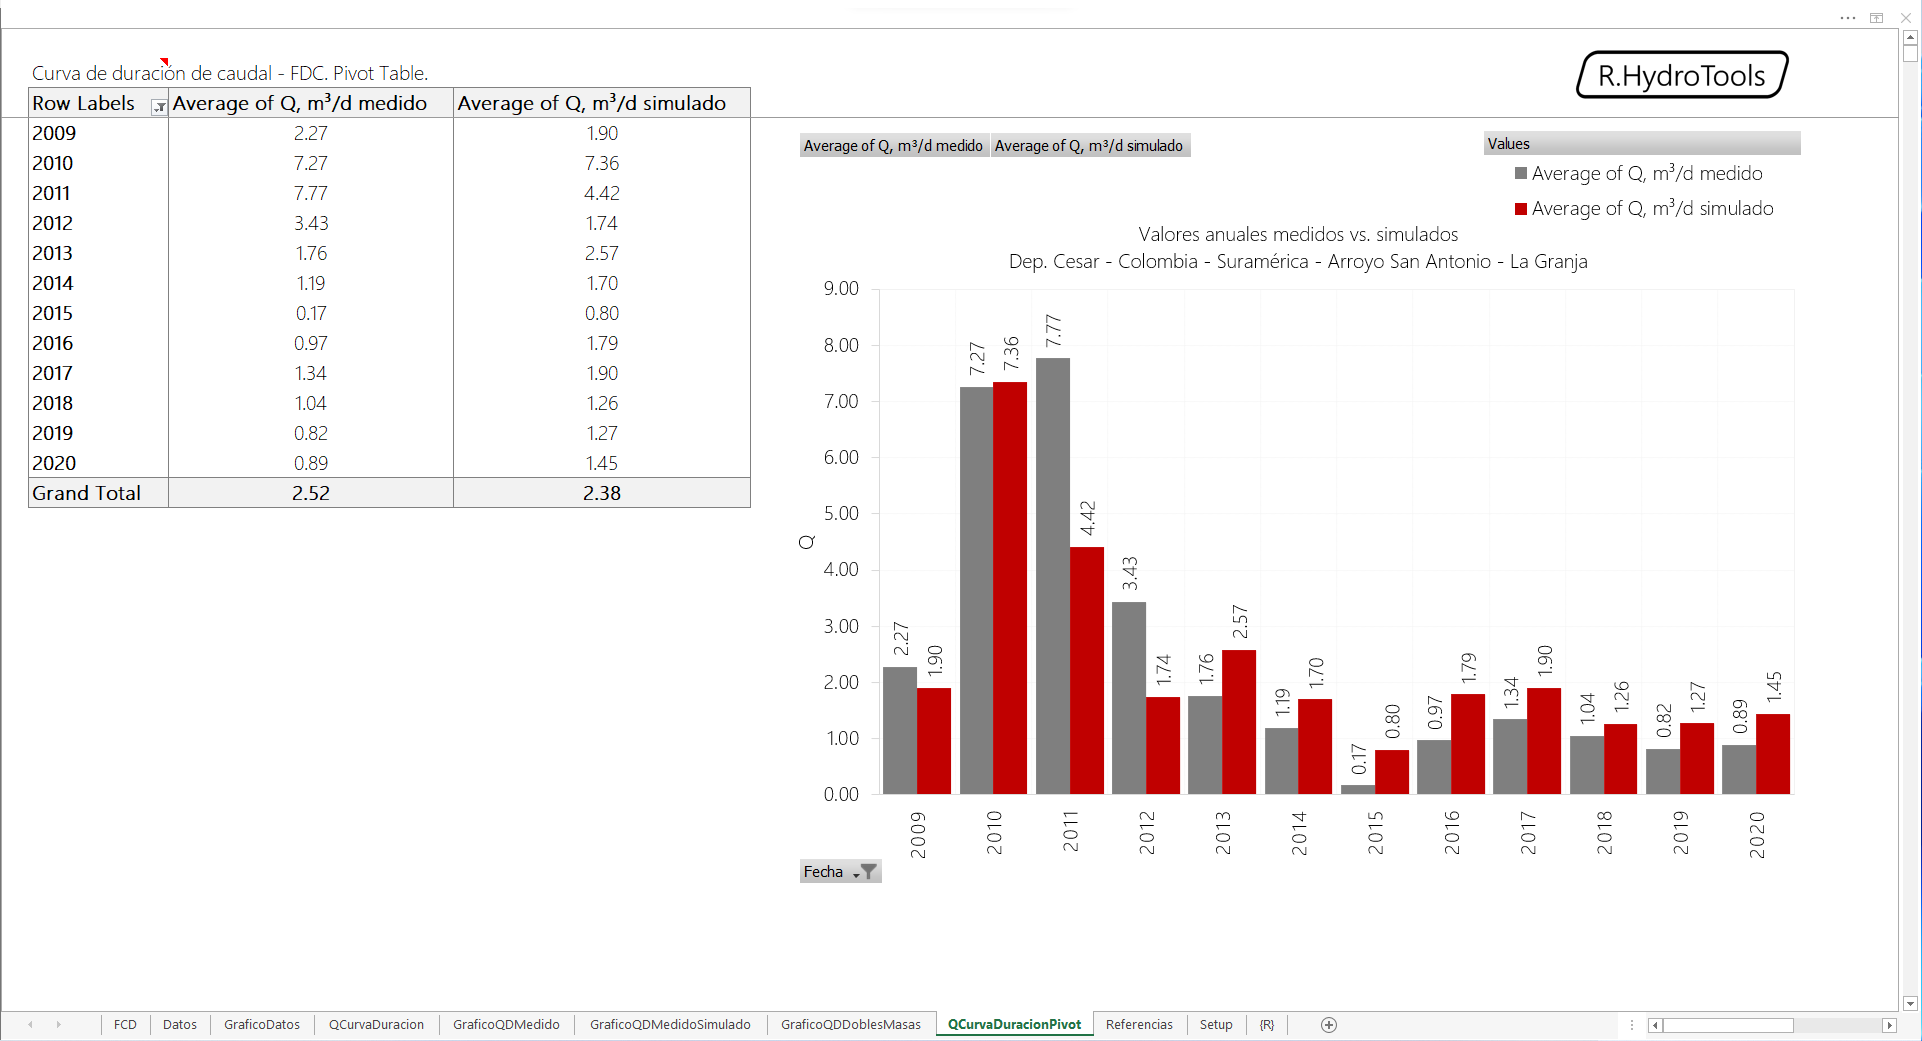 Curva de duración de caudal - FDC. Pivot Table.
R.HydroTools
Row Labels Average of Q, m³/d medido Average of Q, m³/d simulado
2009 2.27 1.90
2010 7.27 7.36
2011 7.77 4.42
2012 3.43 1.74
2013 1.76 2.57
2014 1.19 1.70
2015 0.17 0.80
2016 0.97 1.79
2017 1.34 1.90
2018 1.04 1.26
2019 0.82 1.27
2020 0.89 1.45
Grand Total 2.52 2.38
Average of Q, m³/d medido Average of Q, m³/d simulado
Values
Average of Q, m³/d medido
Average of Q, m³/d simulado
Valores anuales medidos vs. simulados
Dep. Cesar - Colombia - Suramérica - Arroyo San Antonio - La Granja
9.00
8.00
7.00
6.00
5.00
4.00
3.00
2.00
1.00
0.00
Q
2.27 1.90 7.27 7.36 7.77 4.42 3.43 1.74 1.76 2.57 1.19 1.70 0.17 0.80 0.97 1.79 1.34 1.90 1.04 1.26 0.82 1.27 0.89 1.45
2009 2010 2011 2012 2013 2014 2015 2016 2017 2018 2019 2020
Fecha
FCD Datos GraficoDatos QCurvaDuracion GraficoQDMedido GraficoQDMedidoSimulado GraficoQDDoblesMasas QCurvaDuracionPivot Referencias Setup {R}